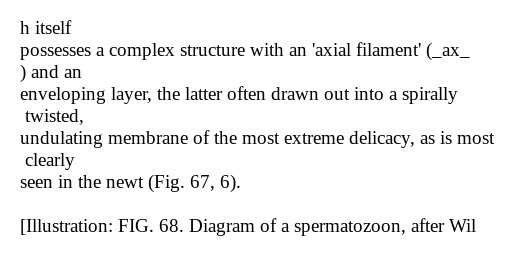 h itself
possesses a complex structure with an 'axial filament' (_ax_
) and an
enveloping layer, the latter often drawn out into a spirally
twisted,
undulating membrane of the most extreme delicacy, as is most
clearly
seen in the newt (Fig. 67, 6).

[Illustration: FIG. 68. Diagram of a spermatozoon, after Wil